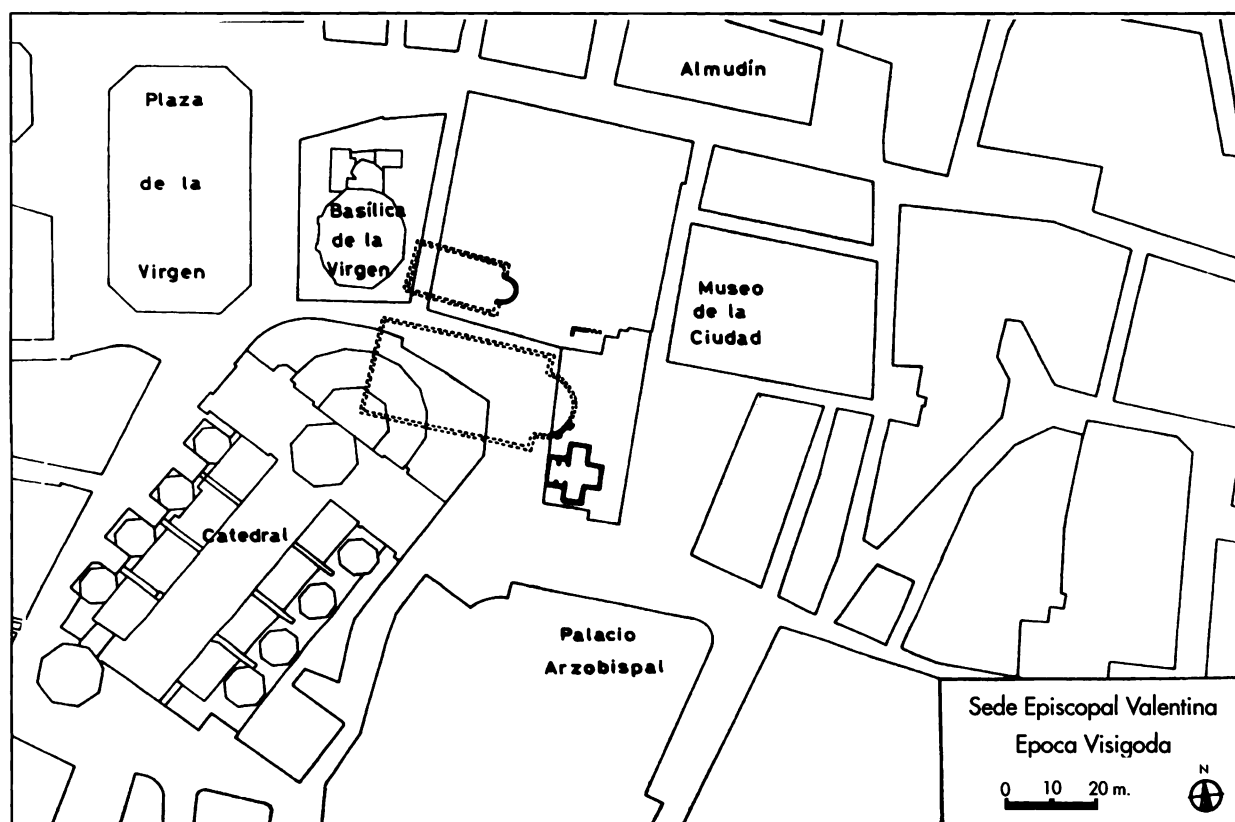 Almudín
Plaza
de la
Virgen
Basílica
de la
Virgen
Museo
de la
Ciudad
Catedral
Palacio
Arzobispal
Sede Episcopal Valentina
Epoca Visigoda
0 10 20 m.
N